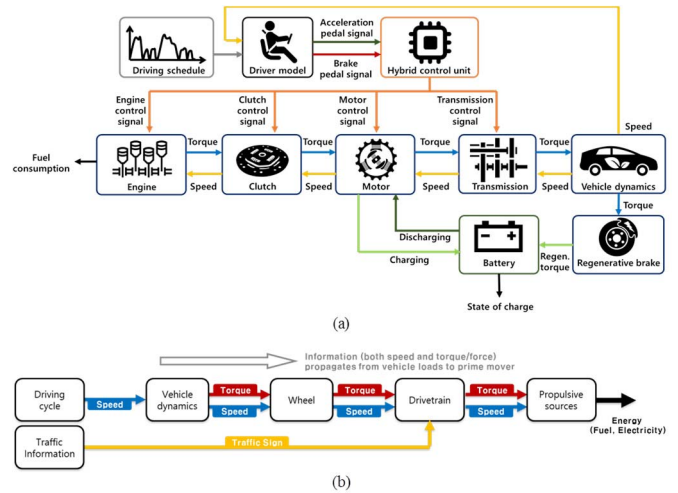 Acceleration
pedal signal
Driving schedule
Driver model
Brake
pedal signal
Hybrid control unit
Engine
control
signal
Clutch
control
signal
Motor
control
signal
Transmission
control
signal
Speed
Fuel
consumption
Engine
Torque
Speed
Clutch
Torque
Speed
Motor
Torque
Speed
Transmission
Torque
Speed
Vehicle dynamics
Torque
Discharging
Charging
Battery
Regen.
torque
Regenerative brake
State of charge
(a)
Information (both speed and torque/force)
propagates from vehicle loads to prime mover
Driving
cycle
Speed
Vehicle
dynamics
Torque
Speed
Wheel
Torque
Speed
Drivetrain
Torque
Speed
Propulsive
sources
Energy
(Fuel, Electricity)
Traffic
Information
Traffic Sign
(b)